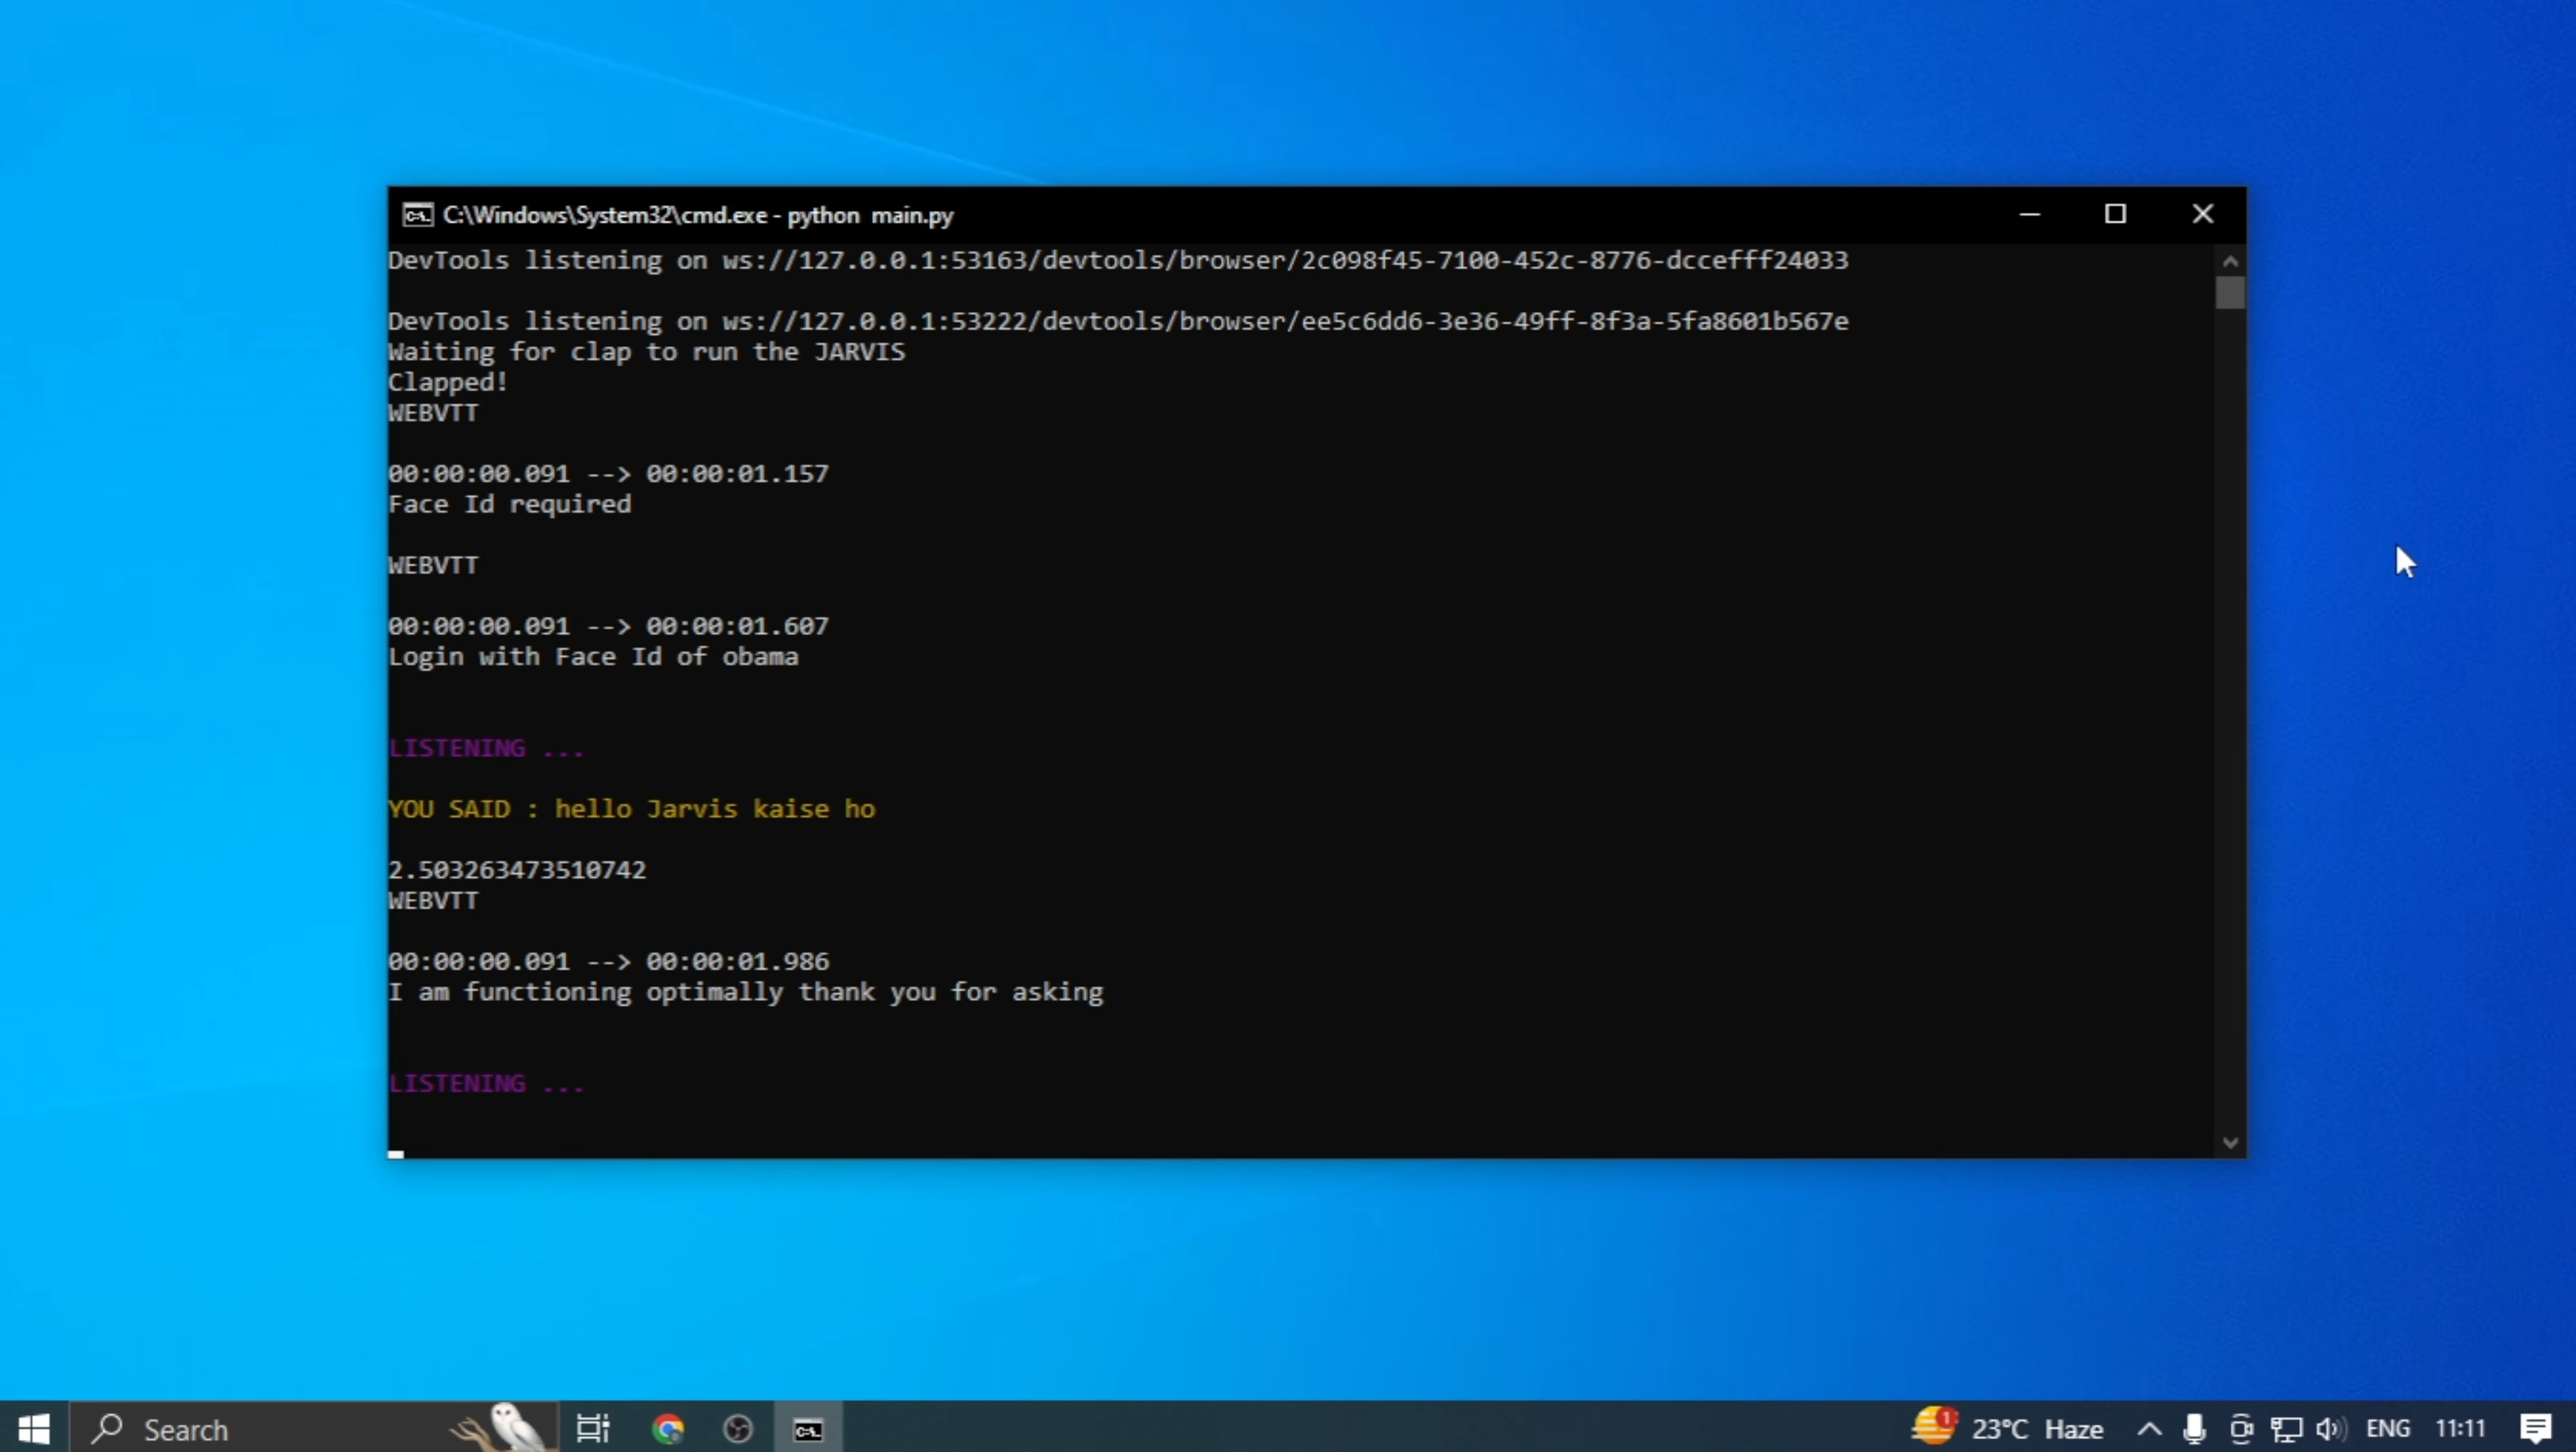 C:\Windows\System32\cmd.exe - python  main.py
DevTools listening on ws://127.0.0.1:53163/devtools/browser/2c098f45-7100-452c-8776-dccefff24033
DevTools listening on ws://127.0.0.1:53222/devtools/browser/ee5c6dd6-3e36-49ff-8f3a-5fa8601b567e
Waiting for clap to run the JARVIS
Clapped!
WEBVTT
00:00:00.091 --> 00:00:01.157
Face Id required
WEBVTT
00:00:00.091 --> 00:00:01.607
Login with Face Id of obama
LISTENING ...
YOU SAID : hello Jarvis kaise ho
2.503263473510742
WEBVTT
00:00:00.091 --> 00:00:01.986
I am functioning optimally thank you for asking
LISTENING ...
Search
1
23°C Haze
ENG
11:11